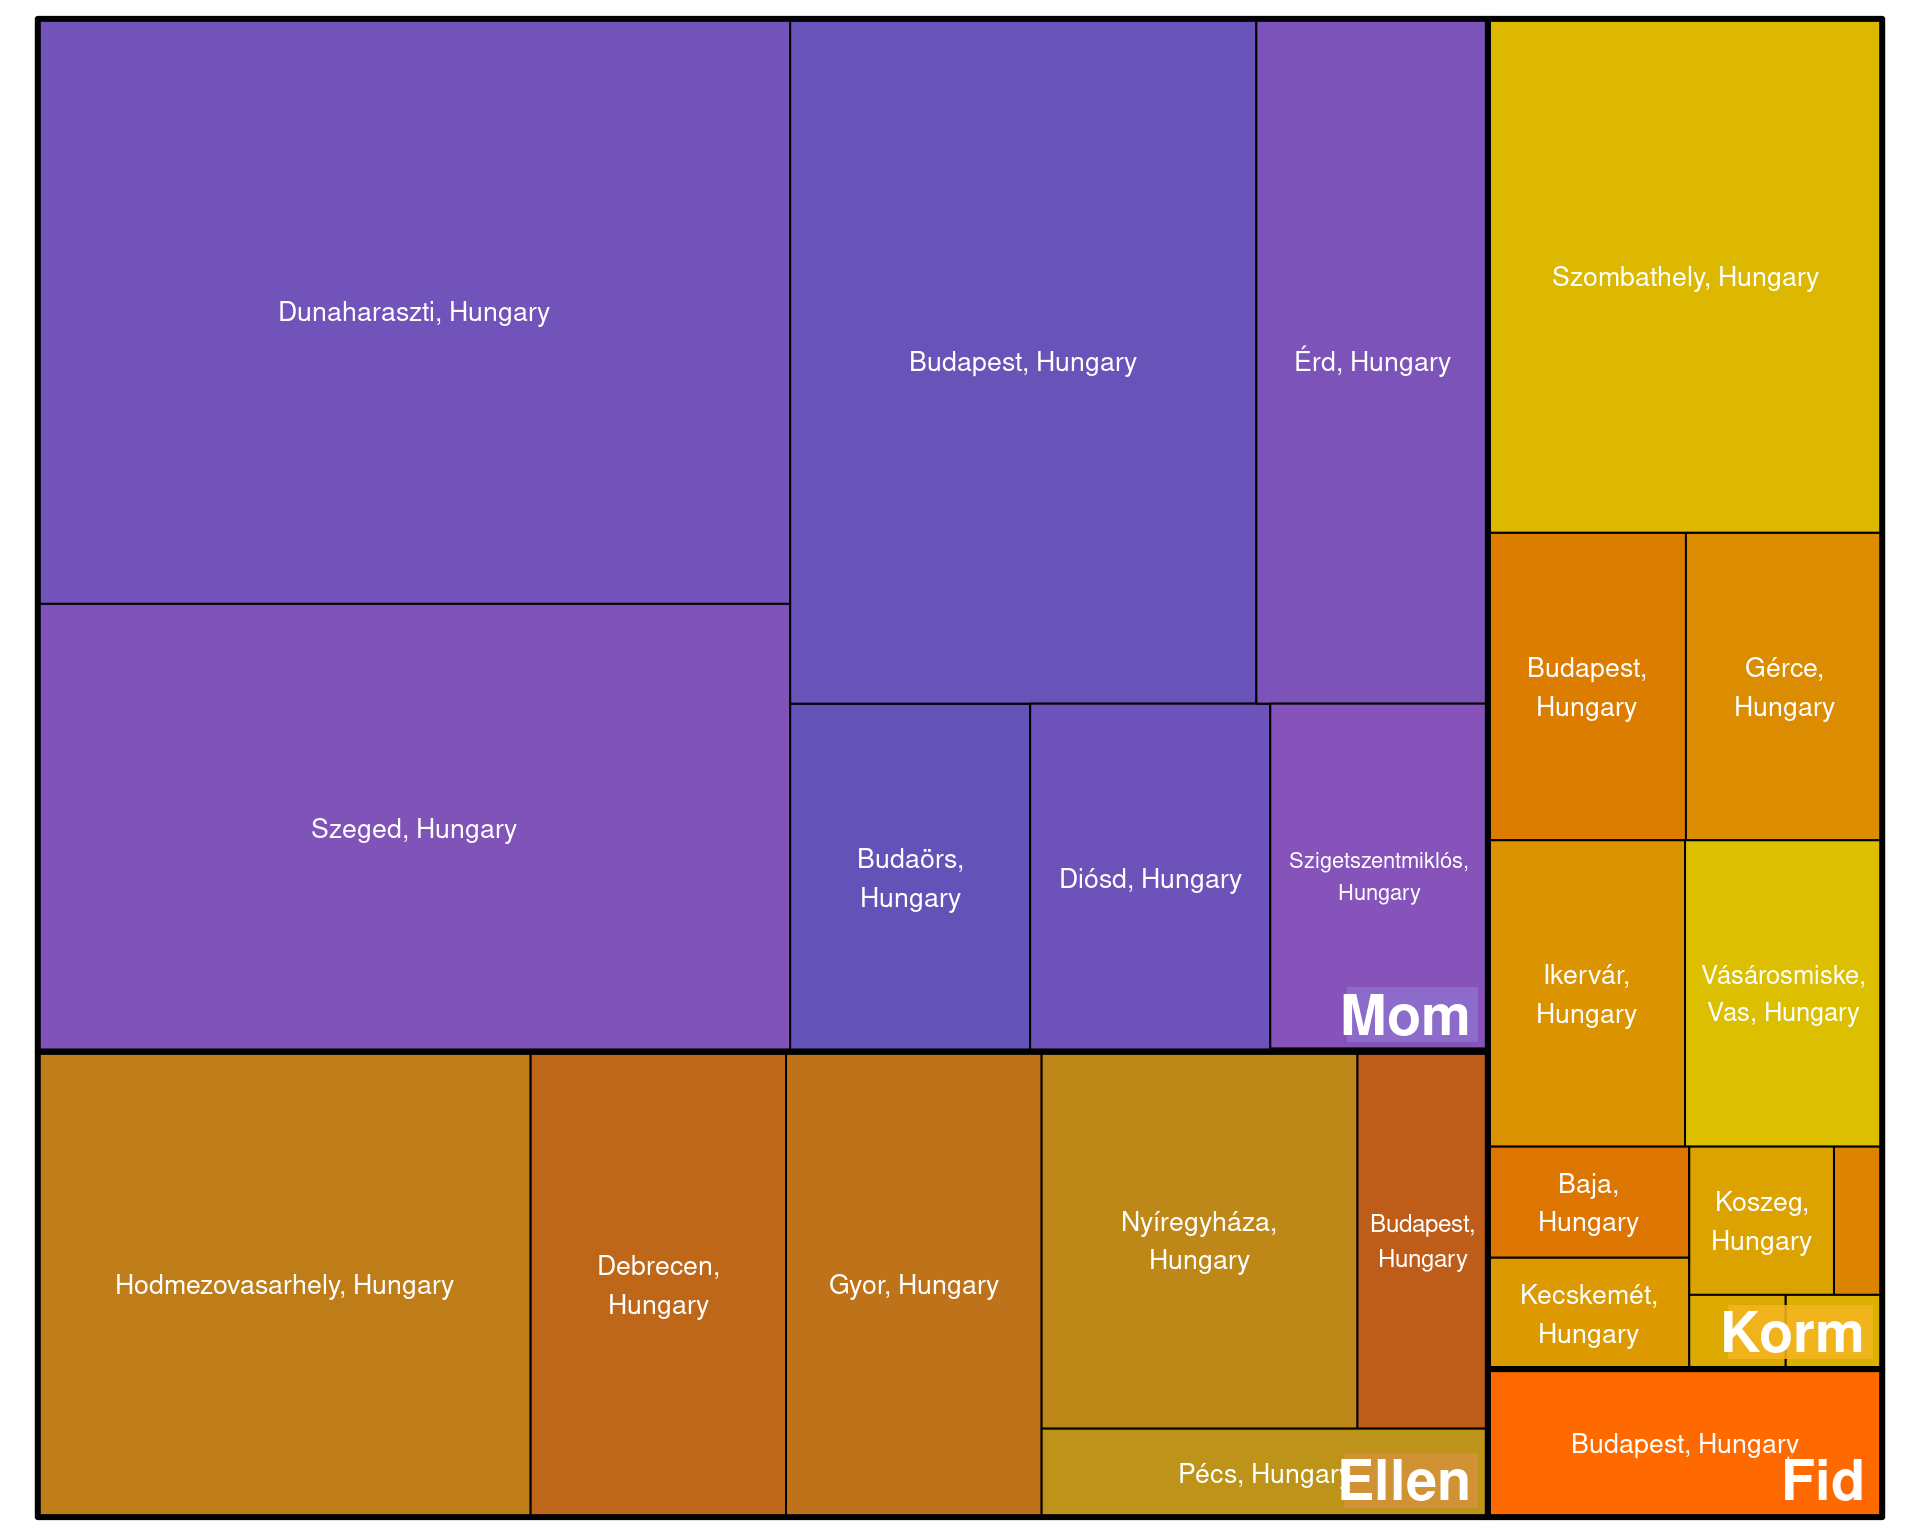 Dunaharaszti, Hungary
Budapest, Hungary
Érd, Hungary
Szeged, Hungary
Budaörs,
Hungary
Diósd, Hungary
Szigetszentmiklós,
Hungary
Mom
Hodmezovasarhely, Hungary
Debrecen,
Hungary
Gyor, Hungary
Nyíregyháza,
Hungary
Budapest,
Hungary
Pécs, Hungary
Ellen
Szombathely, Hungary
Budapest,
Hungary
Gérce,
Hungary
Ikervár,
Hungary
Vásárosmiske,
Vas, Hungary
Baja,
Hungary
Koszeg,
Hungary
Kecskemét,
Hungary
Korm
Budapest, Hungary
Fid